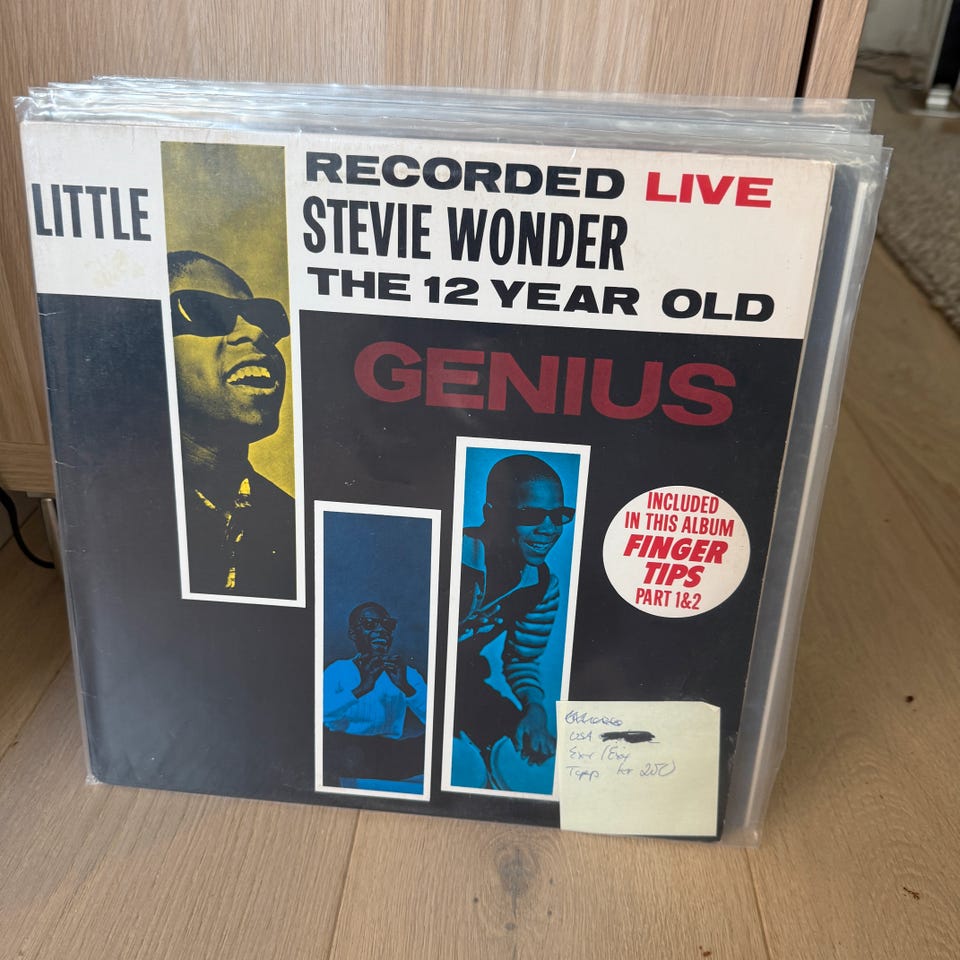 RECORDED LIVE
LITTLE STEVIE WONDER
THE 12 YEAR OLD
GENIUS
INCLUDED
IN THIS ALBUM
FINGER
TIPS
PART 1&2
USA